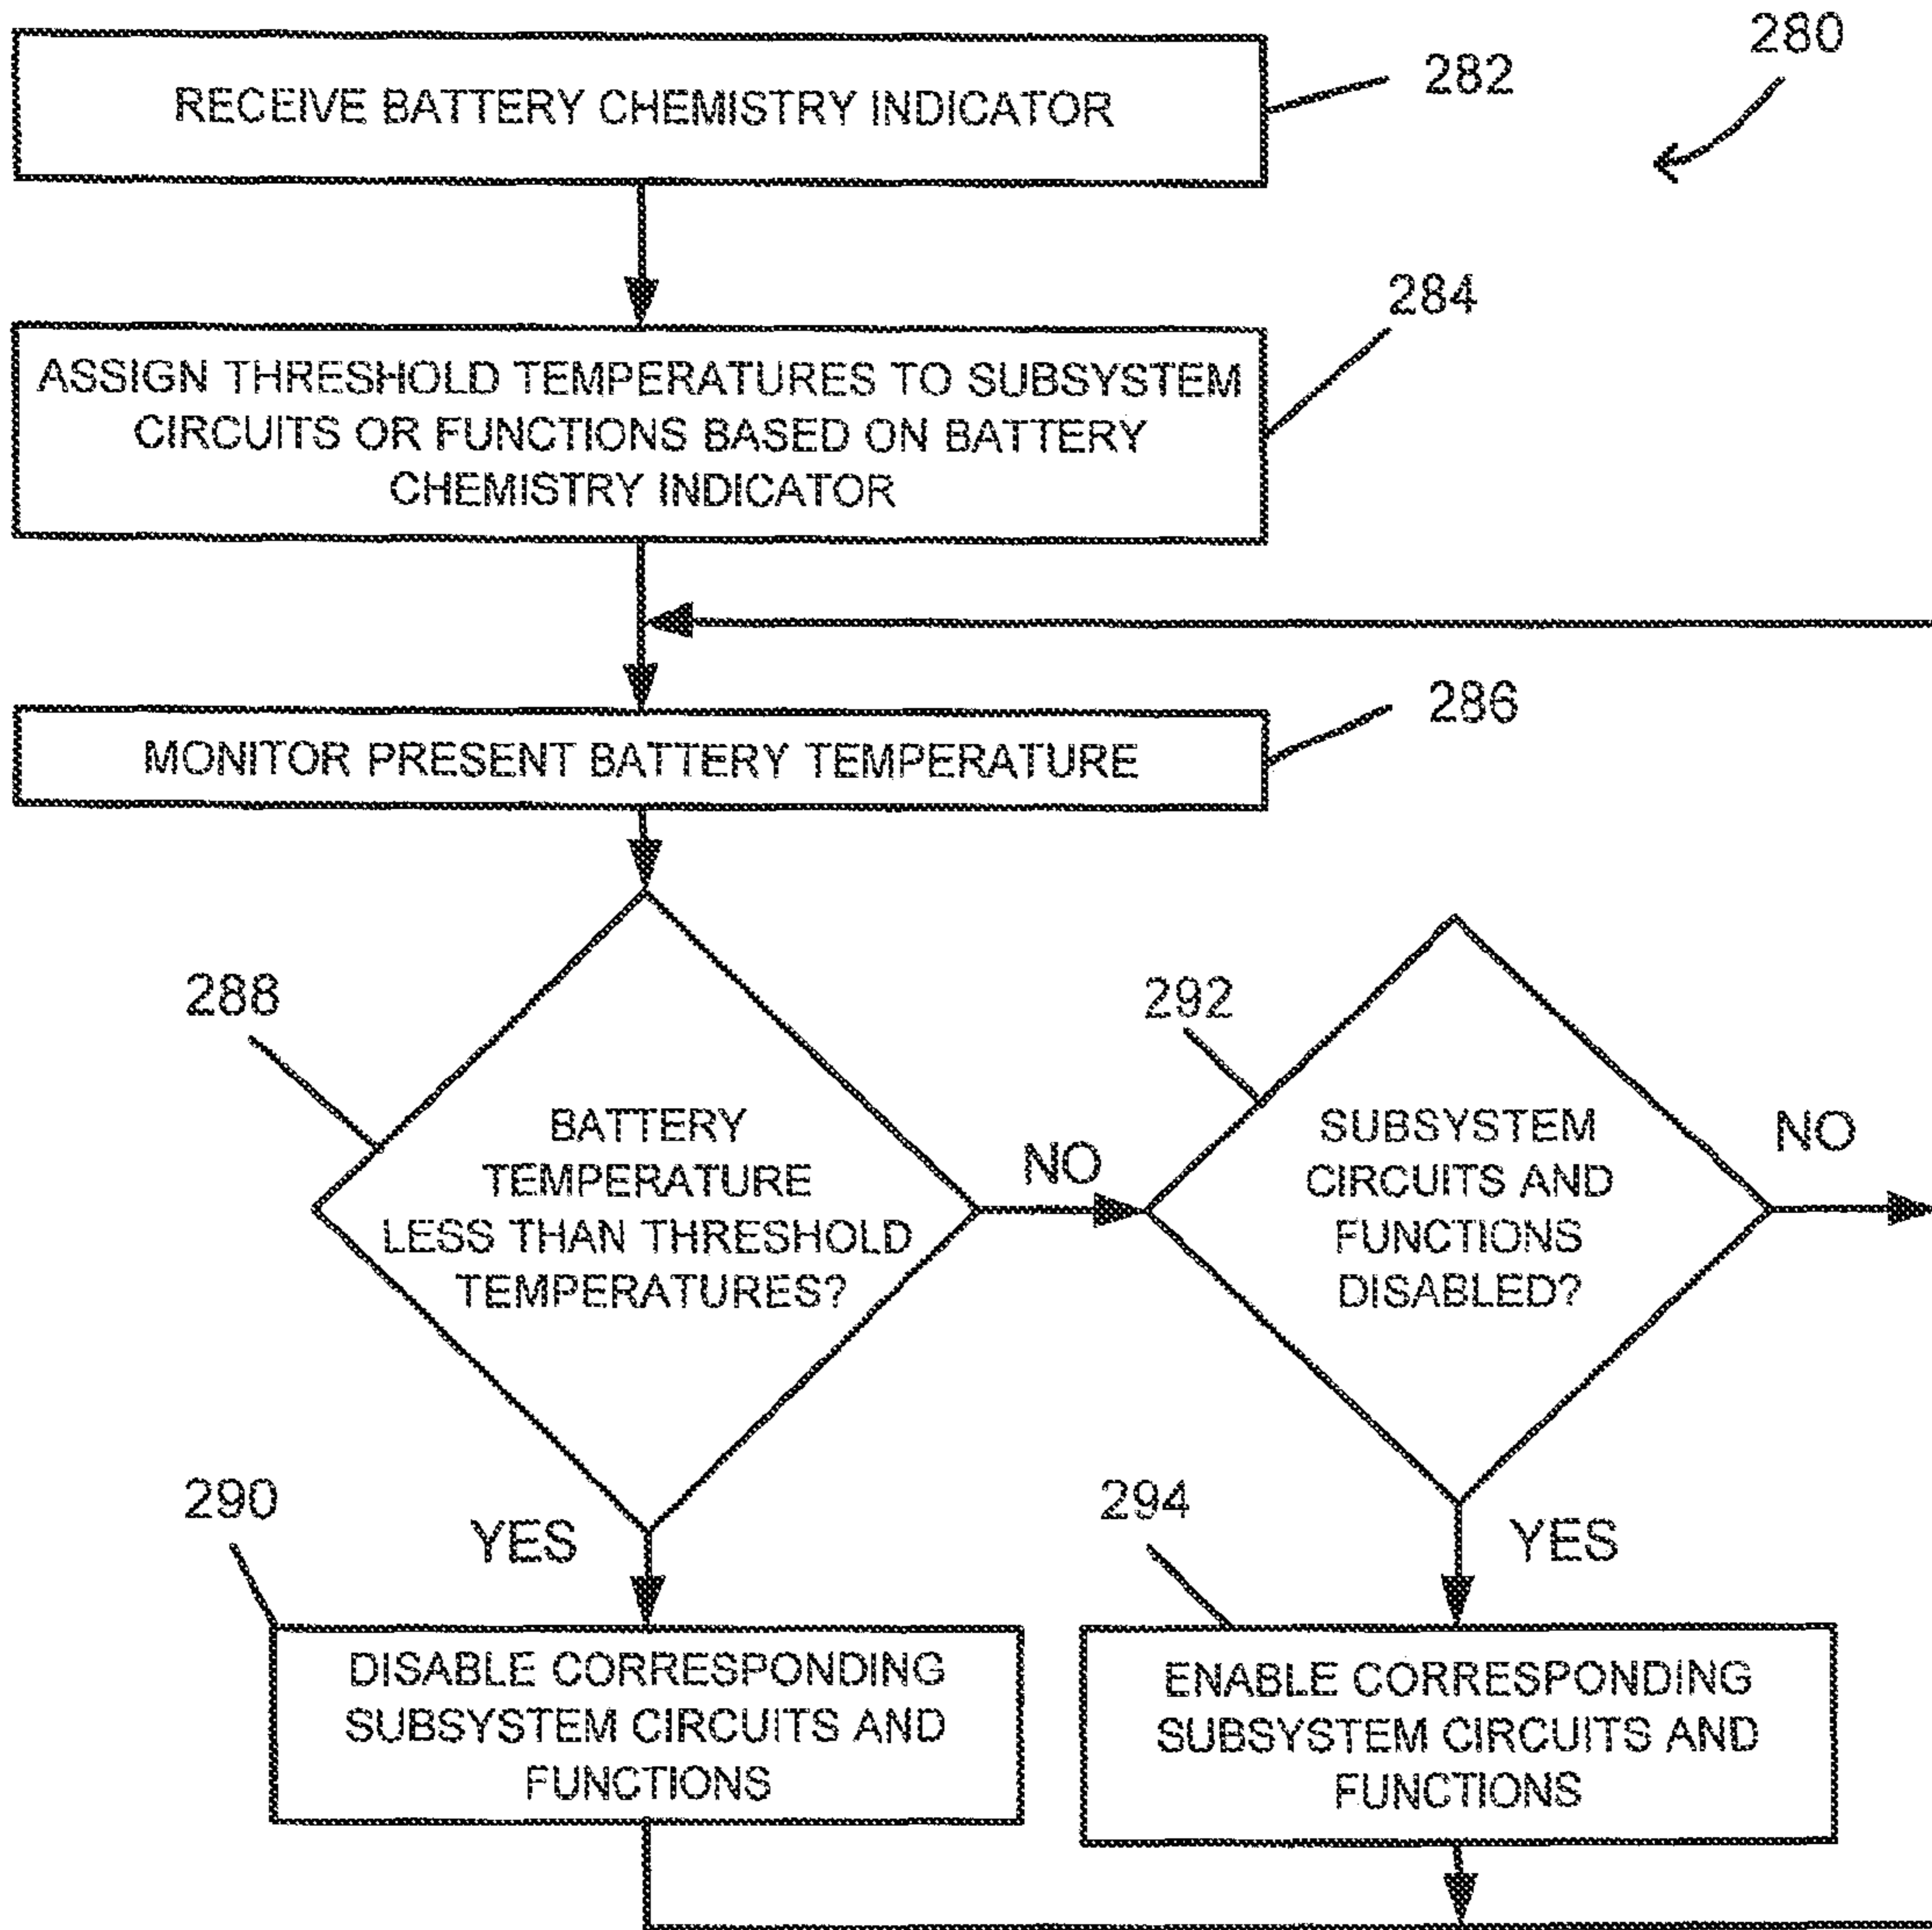 280
RECEIVE BATTERY CHEMISTRY INDICATOR
282
284
ASSIGN THRESHOLD TEMPERATURES TO SUBSYSTEM
CIRCUITS OR FUNCTIONS BASED ON BATTERY
CHEMISTRY INDICATOR
286
MONITOR PRESENT BATTERY TEMPERATURE
288
BATTERY
TEMPERATURE
LESS THAN THRESHOLD
TEMPERATURES?
NO
292
SUBSYSTEM
CIRCUITS AND
FUNCTIONS
DISABLED?
NO
290
YES
DISABLE CORRESPONDING
SUBSYSTEM CIRCUITS AND
FUNCTIONS
294
YES
ENABLE CORRESPONDING
SUBSYSTEM CIRCUITS AND
FUNCTIONS